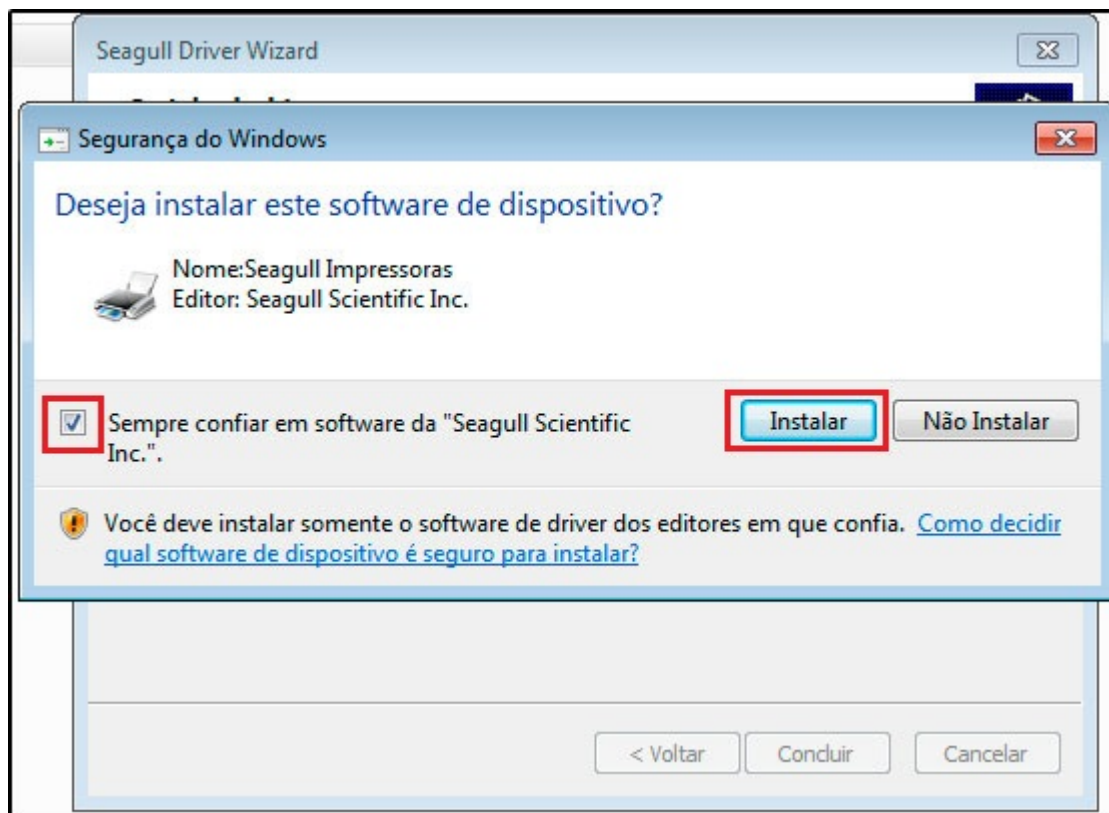 Seagull Driver Wizard
Segurança do Windows
Deseja instalar este software de dispositivo?
Nome:Seagull Impressoras
Editor: Seagull Scientific Inc.
Sempre confiar em software da "Seagull Scientific
Inc.".
Instalar
Não Instalar
Você deve instalar somente o software de driver dos editores em que confia. Como decidir
qual software de dispositivo é seguro para instalar?
< Voltar
Concluir
Cancelar